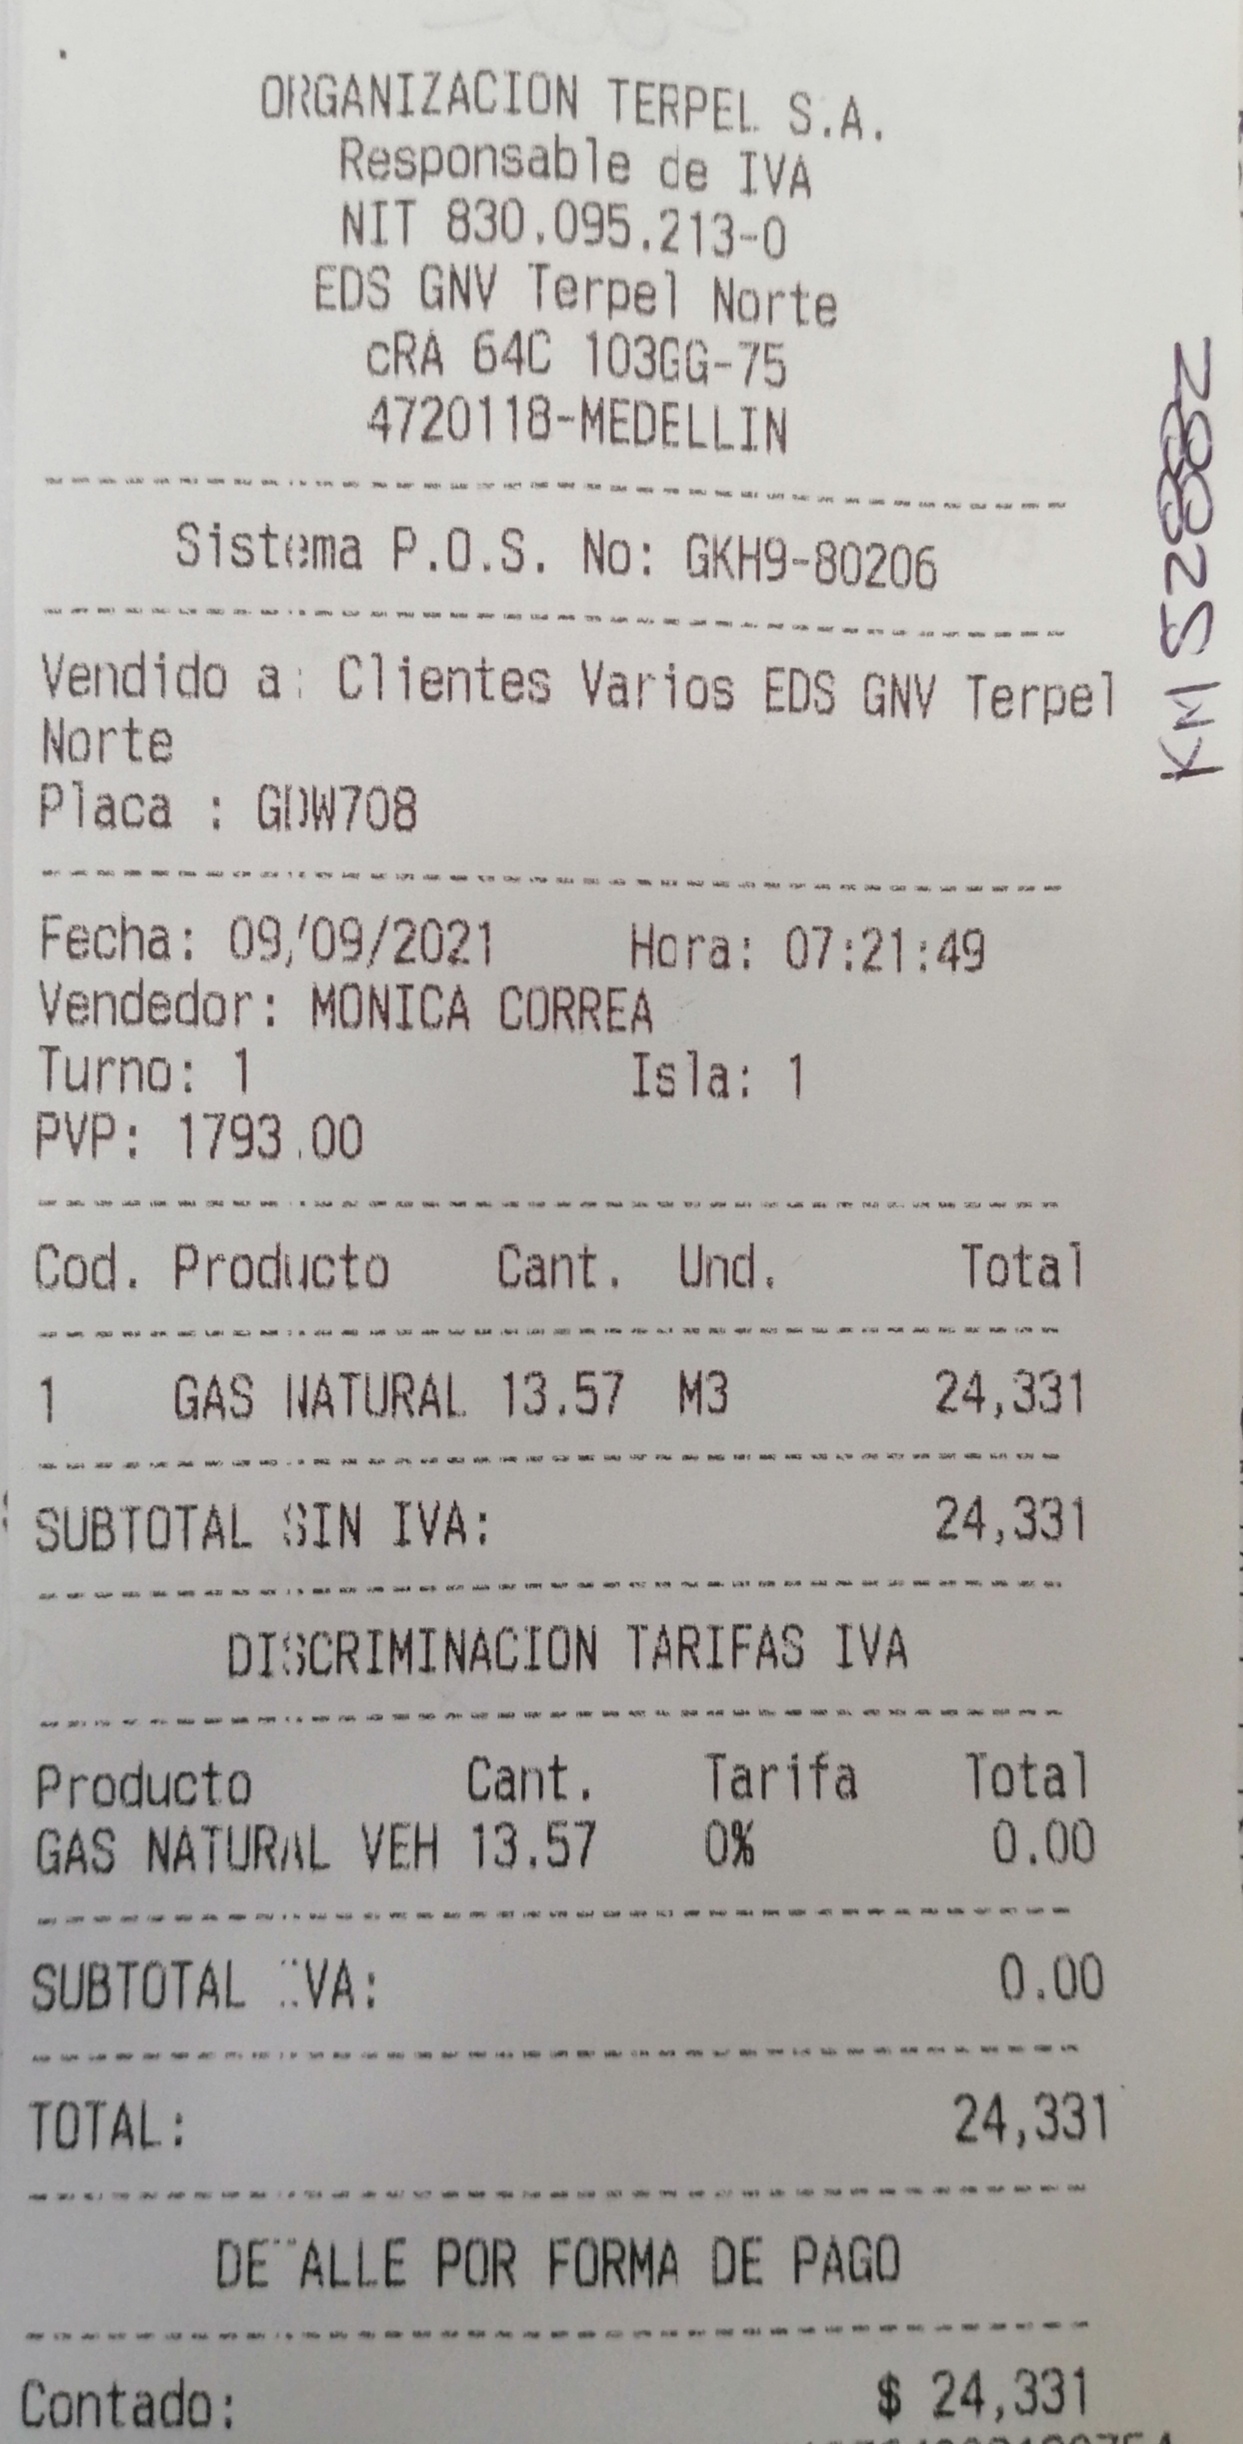 ORGANIZACION TERPEL S.A.
Responsable de IVA
NIT 830.095.213-0
EDS GNV Terpel Norte
cRA 64C 103GG-75
4720118-MEDELLIN
Sistema P.O.S. No: GKH9-80206
Vendido a: Clientes Varios EDS GNV Terpel
Norte
Placa : GDW708
Fecha: 09/09/2021 Hora: 07:21:49
Vendedor: MONICA CORREA
Turno: 1 Isla: 1
PVP: 1793.00
Cod. Producto Cant. Und. Total
1 GAS NATURAL 13.57 M3 24,331
SUBTOTAL SIN IVA: 24,331
DISCRIMINACION TARIFAS IVA
Producto Cant. Tarifa Total
GAS NATURAL VEH 13.57 0% 0.00
SUBTOTAL IVA: 0.00
TOTAL: 24,331
DETALLE POR FORMA DE PAGO
Contado: $ 24,331
KM 52882